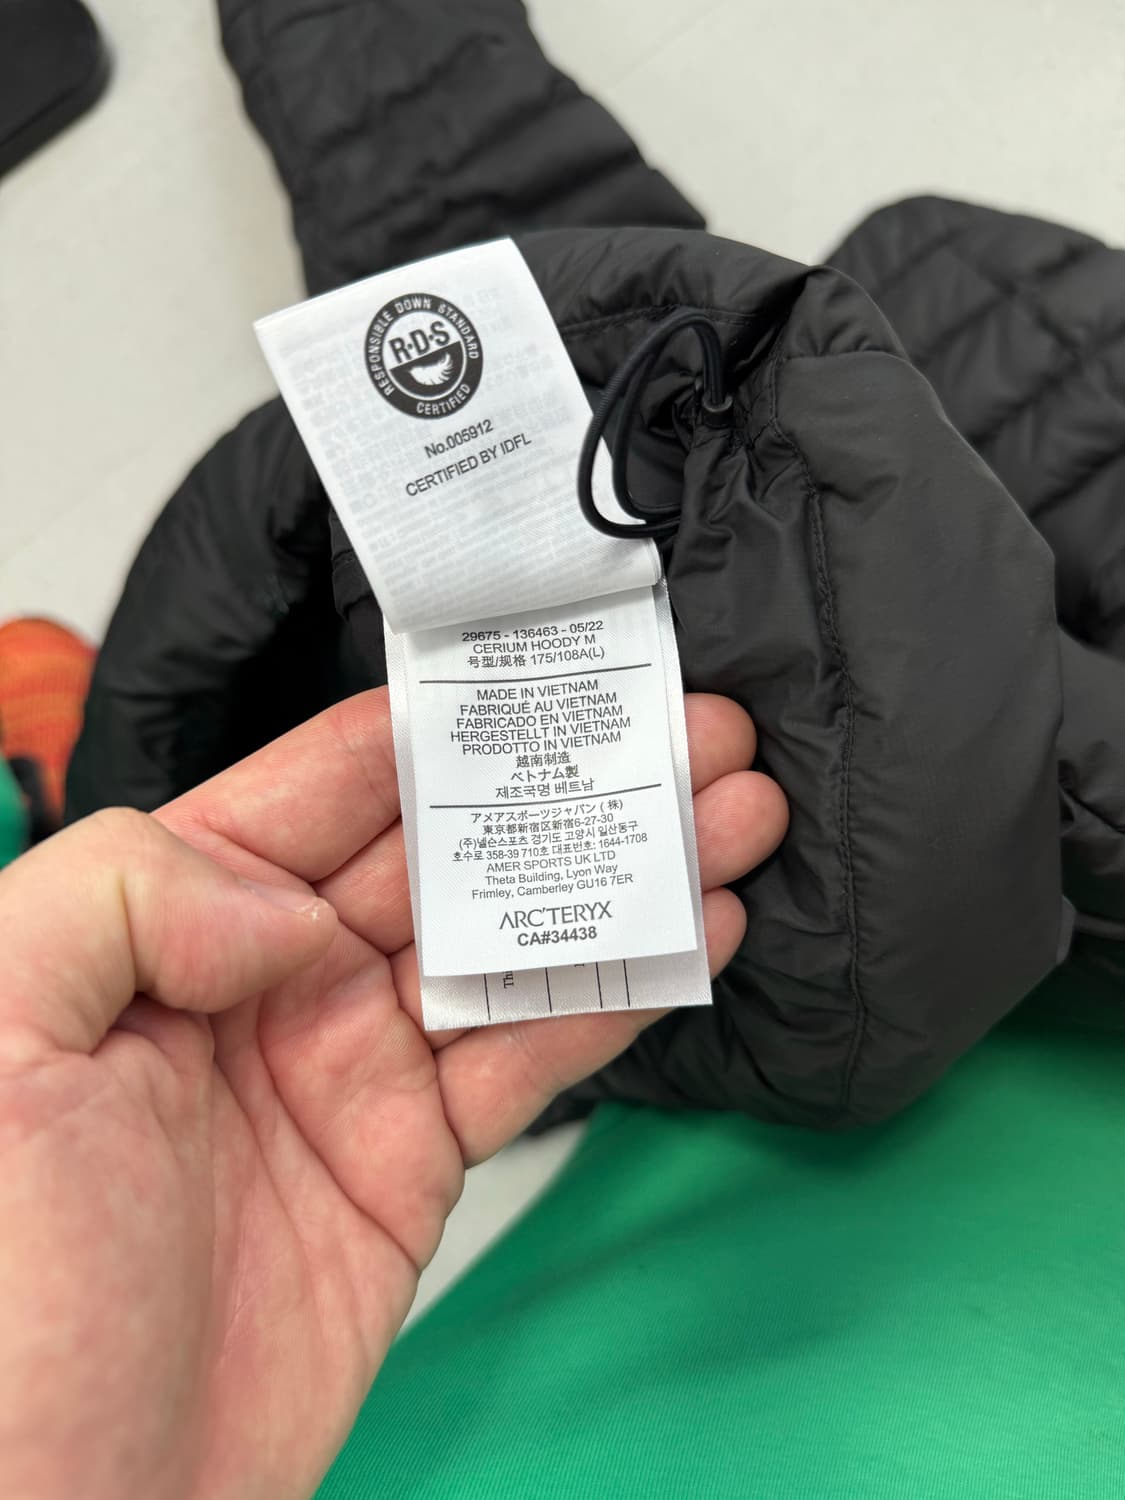 RESPONSIBLE DOWN STANDARD
R·D·S
CERTIFIED
No.005912
CERTIFIED BY IDFL
29675 - 136463 - 05/22
CERIUM HOODY M
号型/规格 175/108A(L)
MADE IN VIETNAM
FABRIQUÉ AU VIETNAM
FABRICADO EN VIETNAM
HERGESTELLT IN VIETNAM
PRODOTTO IN VIETNAM
越南制造
ベトナム製
제조국명 베트남
アメアスポーツジャパン ( 株)
東京都新宿区新宿6-27-30
(주)넬슨스포츠 경기도 고양시 일산동구
호수로 358-39 710호 대표번호: 1644-1708
AMER SPORTS UK LTD
Theta Building, Lyon Way
Frimley, Camberley GU16 7ER
ARC'TERYX
CA#34438